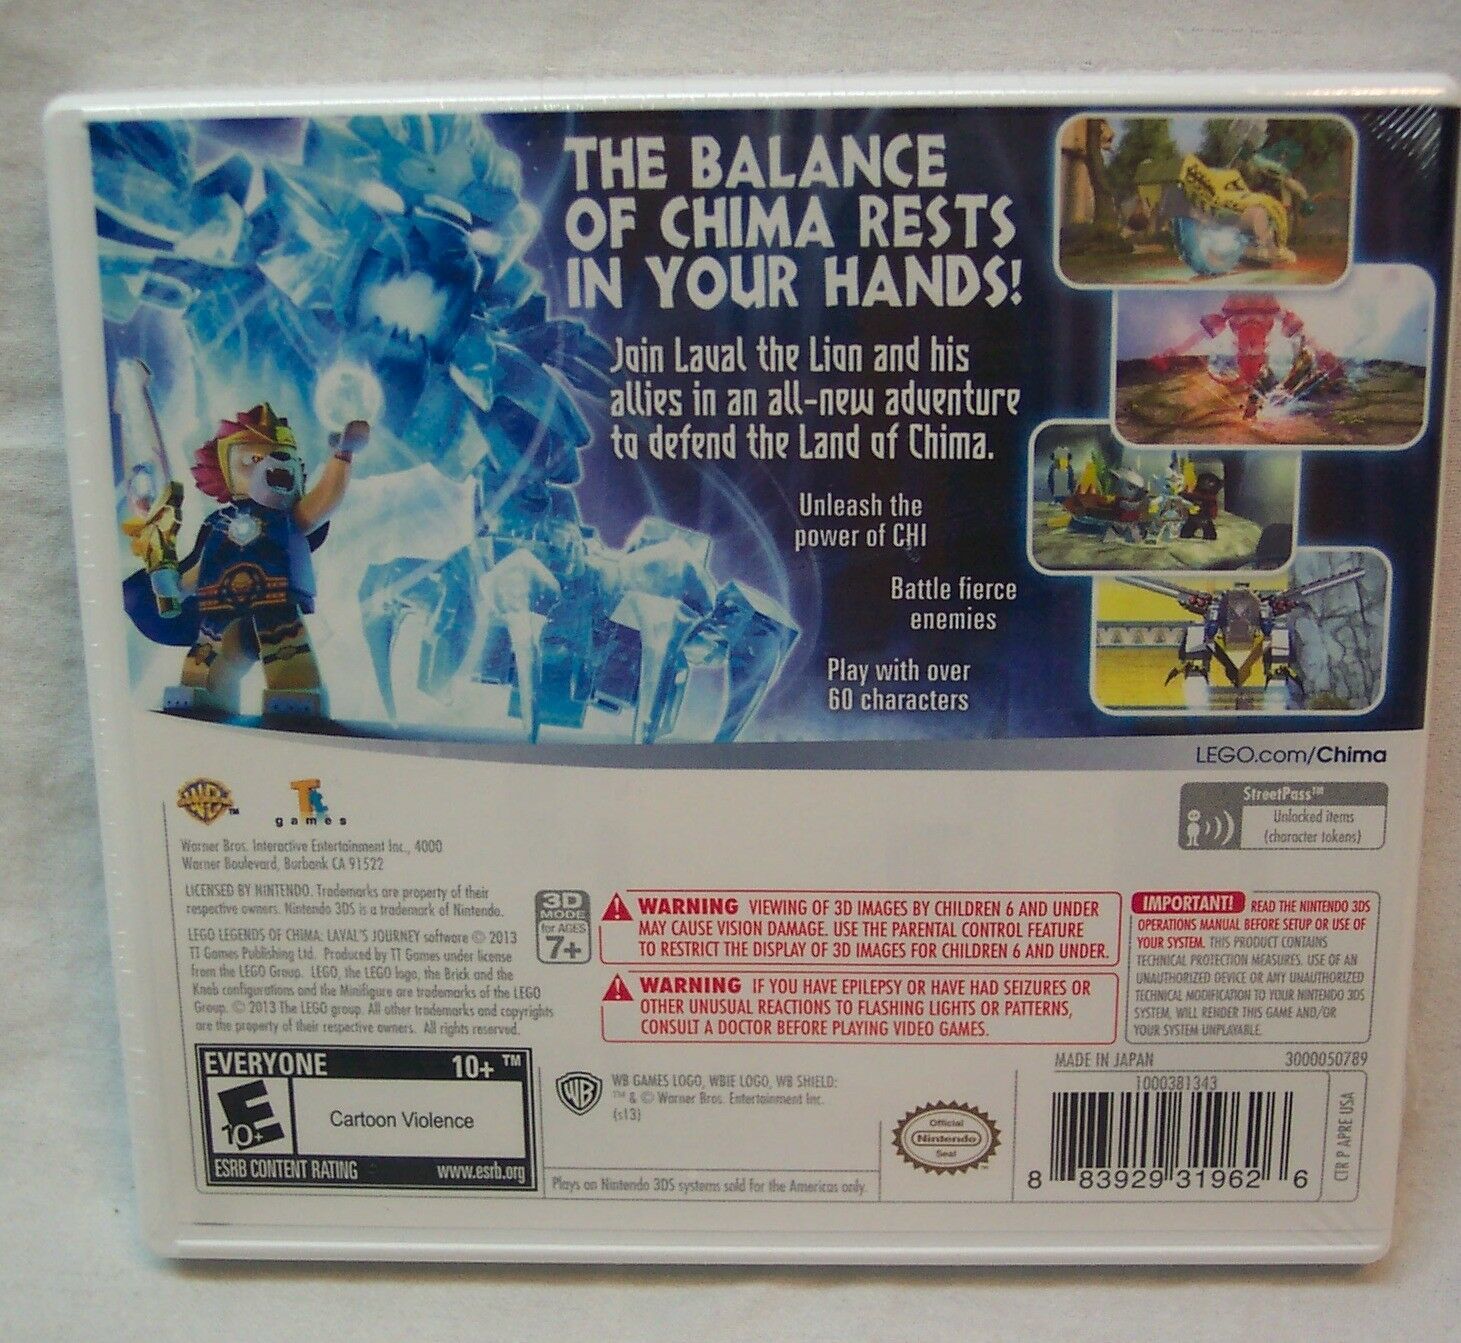 THE BALANCE
OF CHIMA RESTS
IN YOUR HANDS!
Join Laval the Lion and his
allies in an all-new adventure
to defend the Land of Chima.
Unleash the
power of CHI
Battle fierce
enemies
Play with over
60 characters
LEGO.com/Chima
WB TM
Tt
games
StreetPass™
Unlocked items
(character tokens)
Warner Bros. Interactive Entertainment Inc., 4000
Warner Boulevard, Burbank CA 91522
LICENSED BY NINTENDO. Trademarks are property of their
respective owners. Nintendo 3DS is a trademark of Nintendo.
LEGO LEGENDS OF CHIMA: LAVAL'S JOURNEY software © 2013
TT Games Publishing Ltd. Produced by TT Games under license
from the LEGO Group. LEGO, the LEGO logo, the Brick and the
Knob configurations and the Minifigure are trademarks of the LEGO
Group. © 2013 The LEGO group. All other trademarks and copyrights
are the property of their respective owners. All rights reserved.
3D
MODE
for AGES
7+
WARNING VIEWING OF 3D IMAGES BY CHILDREN 6 AND UNDER
MAY CAUSE VISION DAMAGE. USE THE PARENTAL CONTROL FEATURE
TO RESTRICT THE DISPLAY OF 3D IMAGES FOR CHILDREN 6 AND UNDER.
WARNING IF YOU HAVE EPILEPSY OR HAVE HAD SEIZURES OR
OTHER UNUSUAL REACTIONS TO FLASHING LIGHTS OR PATTERNS,
CONSULT A DOCTOR BEFORE PLAYING VIDEO GAMES.
IMPORTANT! READ THE NINTENDO 3DS
OPERATIONS MANUAL BEFORE SETUP OR USE OF
YOUR SYSTEM. THIS PRODUCT CONTAINS
TECHNICAL PROTECTION MEASURES. USE OF AN
UNAUTHORIZED DEVICE OR ANY UNAUTHORIZED
TECHNICAL MODIFICATION TO YOUR NINTENDO 3DS
SYSTEM, WILL RENDER THIS GAME AND/OR
YOUR SYSTEM UNPLAYABLE.
EVERYONE 10+ ™
E
10+
Cartoon Violence
ESRB CONTENT RATING www.esrb.org
WB
WB GAMES LOGO, WBIE LOGO, WB SHIELD:
™ & © Warner Bros. Entertainment Inc.
(s13)
Plays on Nintendo 3DS systems sold for the Americas only.
Official
Nintendo
Seal
MADE IN JAPAN 3000050789
1000381343
8 83929 31962 6
CTR P APRE USA